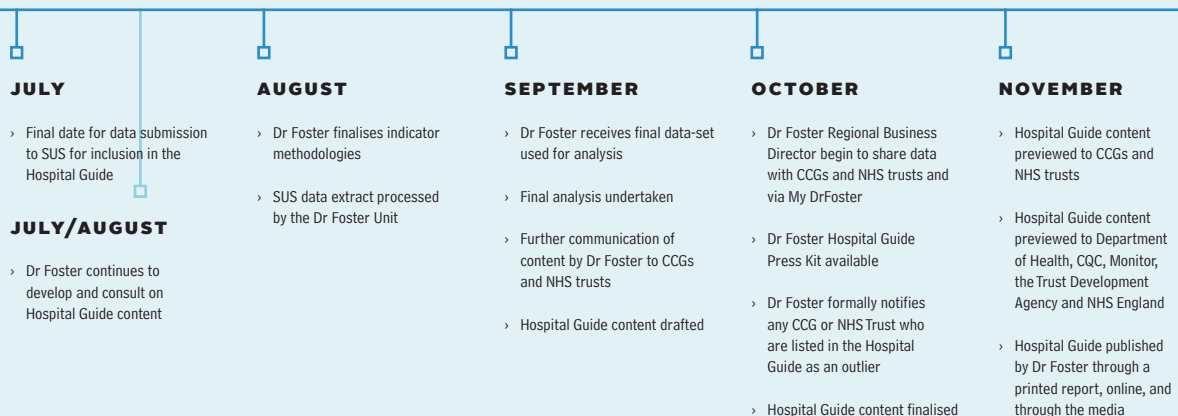 JULY
› Final date for data submission
to SUS for inclusion in the
Hospital Guide
JULY/AUGUST
› Dr Foster continues to
develop and consult on
Hospital Guide content
AUGUST
› Dr Foster finalises indicator
methodologies
› SUS data extract processed
by the Dr Foster Unit
SEPTEMBER
› Dr Foster receives final data-set
used for analysis
› Final analysis undertaken
› Further communication of
content by Dr Foster to CCGs
and NHS trusts
› Hospital Guide content drafted
OCTOBER
› Dr Foster Regional Business
Director begin to share data
with CCGs and NHS trusts and
via My DrFoster
› Dr Foster Hospital Guide
Press Kit available
› Dr Foster formally notifies
any CCG or NHS Trust who
are listed in the Hospital
Guide as an outlier
› Hospital Guide content finalised
NOVEMBER
› Hospital Guide content
previewed to CCGs and
NHS trusts
› Hospital Guide content
previewed to Department
of Health, CQC, Monitor,
the Trust Development
Agency and NHS England
› Hospital Guide published
by Dr Foster through a
printed report, online, and
through the media